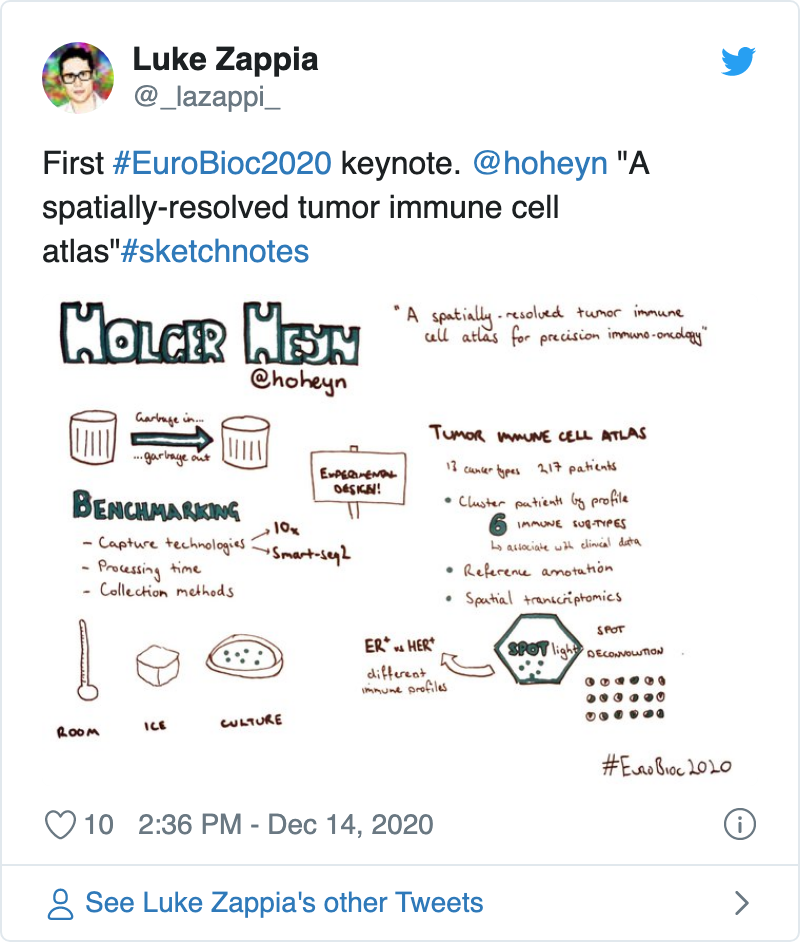 Luke Zappia
@_lazappi_
First #EuroBioc2020 keynote. @hoheyn "A
spatially-resolved tumor immune cell
atlas"#sketchnotes
HOLGER HEYN
@hoheyn
"A spatially-resolved tumor immune
cell atlas for precision immuno-oncology"
Garbage in...
...garbage out
EXPERIMENTAL
DESIGN!
BENCHMARKING
- Capture technologies
10x
Smart-seq2
- Processing time
- Collection methods
ROOM
ICE
CULTURE
TUMOR IMMUNE CELL ATLAS
13 cancer types 217 patients
• Cluster patients by profile
6 IMMUNE SUB-TYPES
↳ associate with clinical data
• Reference annotation
• Spatial transcriptomics
ER+ vs HER+
different
immune profiles
SPOTlight
SPOT
DECONVOLUTION
#EuroBioc2020
10 2:36 PM - Dec 14, 2020
See Luke Zappia's other Tweets